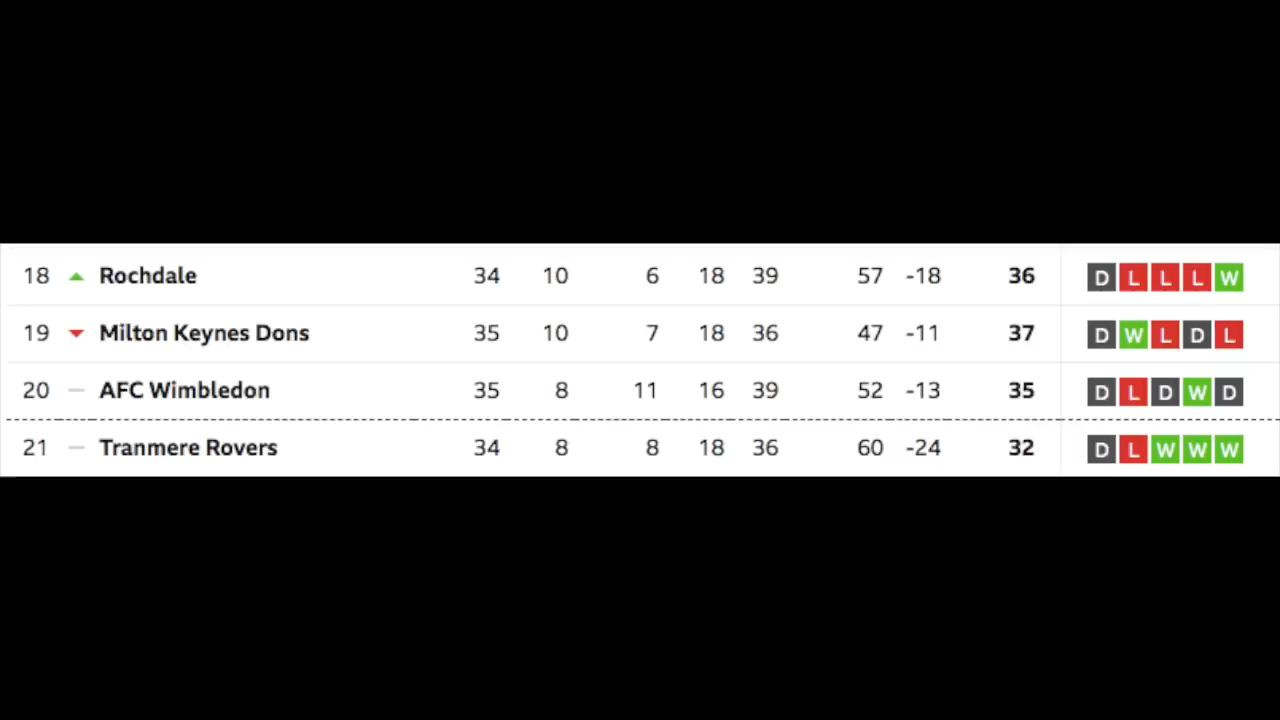 18 Rochdale 34 10 6 18 39 57 -18 36 D L L L W
19 Milton Keynes Dons 35 10 7 18 36 47 -11 37 D W L D L
20 AFC Wimbledon 35 8 11 16 39 52 -13 35 D L D W D
21 Tranmere Rovers 34 8 8 18 36 60 -24 32 D L W W W